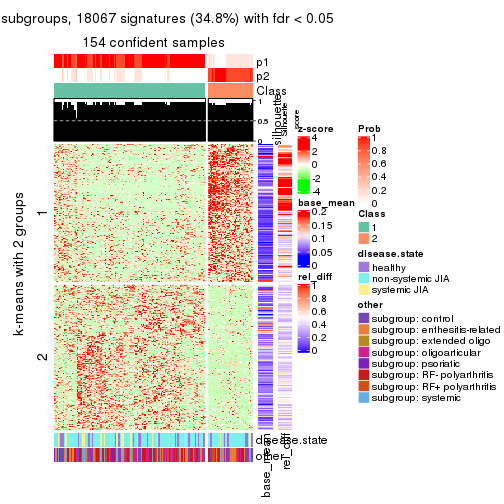 subgroups, 18067 signatures (34.8%) with fdr < 0.05
154 confident samples
p1
p2
Class
1
0.5
0
silhouette
Silhouette
score
k-means with 2 groups
1
2
disease.state
other
base_mean
rel_diff
z-score
4
2
0
-2
-4
base_mean
0.2
0.15
0.1
0.05
0
rel_diff
1
0.8
0.6
0.4
0.2
0
Prob
1
0.8
0.6
0.4
0.2
0
Class
1
2
disease.state
healthy
non-systemic JIA
systemic JIA
other
subgroup: control
subgroup: enthesitis-related
subgroup: extended oligo
subgroup: oligoarticular
subgroup: psoriatic
subgroup: RF- polyarthritis
subgroup: RF+ polyarthritis
subgroup: systemic